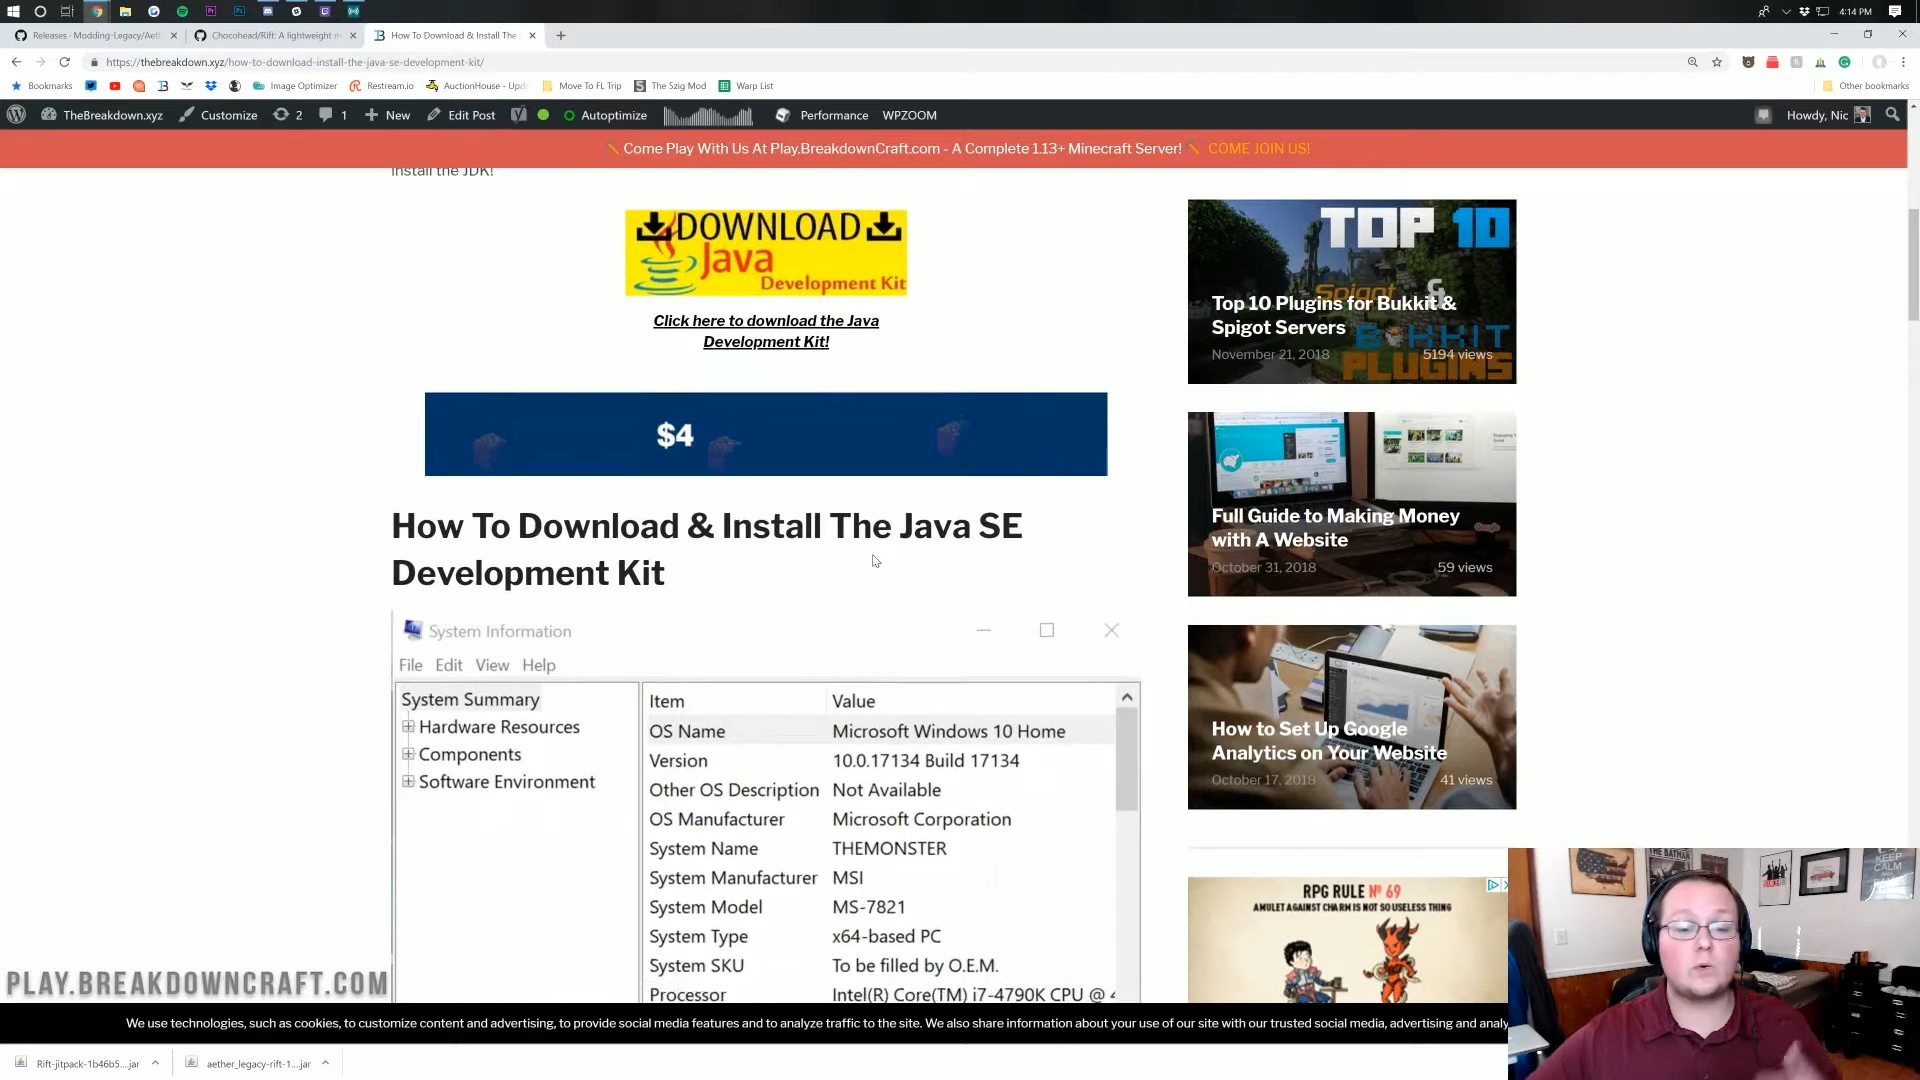 4:14 PM
Releases · Modding-Legacy/Aet
Chocohead/Rift: A lightweight m
How To Download & Install The
https://thebreakdown.xyz/how-to-download-install-the-java-se-development-kit/
Bookmarks
Image Optimizer
Restream.io
AuctionHouse - Upd
Move To FL Trip
The 5zig Mod
Warp List
Other bookmarks
TheBreakdown.xyz
Customize
2
1
New
Edit Post
Autoptimize
Performance
WPZOOM
Howdy, Nic
Come Play With Us At Play.BreakdownCraft.com - A Complete 1.13+ Minecraft Server!
COME JOIN US!
install the JDK!
DOWNLOAD
Java
Development Kit
Click here to download the Java
Development Kit!
$4
How To Download & Install The Java SE
Development Kit
System Information
File Edit View Help
System Summary
Hardware Resources
Components
Software Environment
Item Value
OS Name Microsoft Windows 10 Home
Version 10.0.17134 Build 17134
Other OS Description Not Available
OS Manufacturer Microsoft Corporation
System Name THEMONSTER
System Manufacturer MSI
System Model MS-7821
System Type x64-based PC
System SKU To be filled by O.E.M.
Processor Intel(R) Core(TM) i7-4790K CPU @ 4
TOP 10
Spigot &
BUKKIT
PLUGINS
Top 10 Plugins for Bukkit &
Spigot Servers
November 21, 2018
5194 views
Full Guide to Making Money
with A Website
October 31, 2018
59 views
How to Set Up Google
Analytics on Your Website
October 17, 2018
41 views
RPG RULE Nº 69
AMULET AGAINST CHARM IS NOT SO USELESS THING
THE BATMAN
KEEP
CALM
AND
PLAY.BREAKDOWNCRAFT.COM
We use technologies, such as cookies, to customize content and advertising, to provide social media features and to analyze traffic to the site. We also share information about your use of our site with our trusted social media, advertising and analy
Rift-jitpack-1b46b5....jar
aether_legacy-rift-1....jar